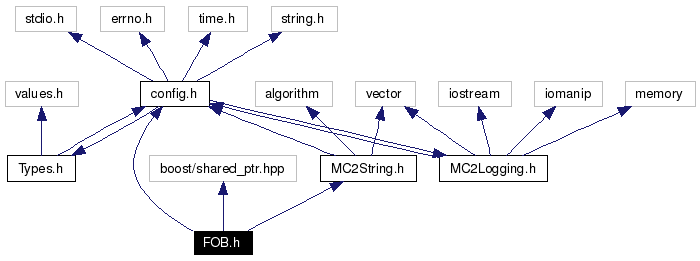 stdio.h errno.h time.h string.h
values.h config.h algorithm vector iostream iomanip memory
Types.h boost/shared_ptr.hpp MC2String.h MC2Logging.h
FOB.h